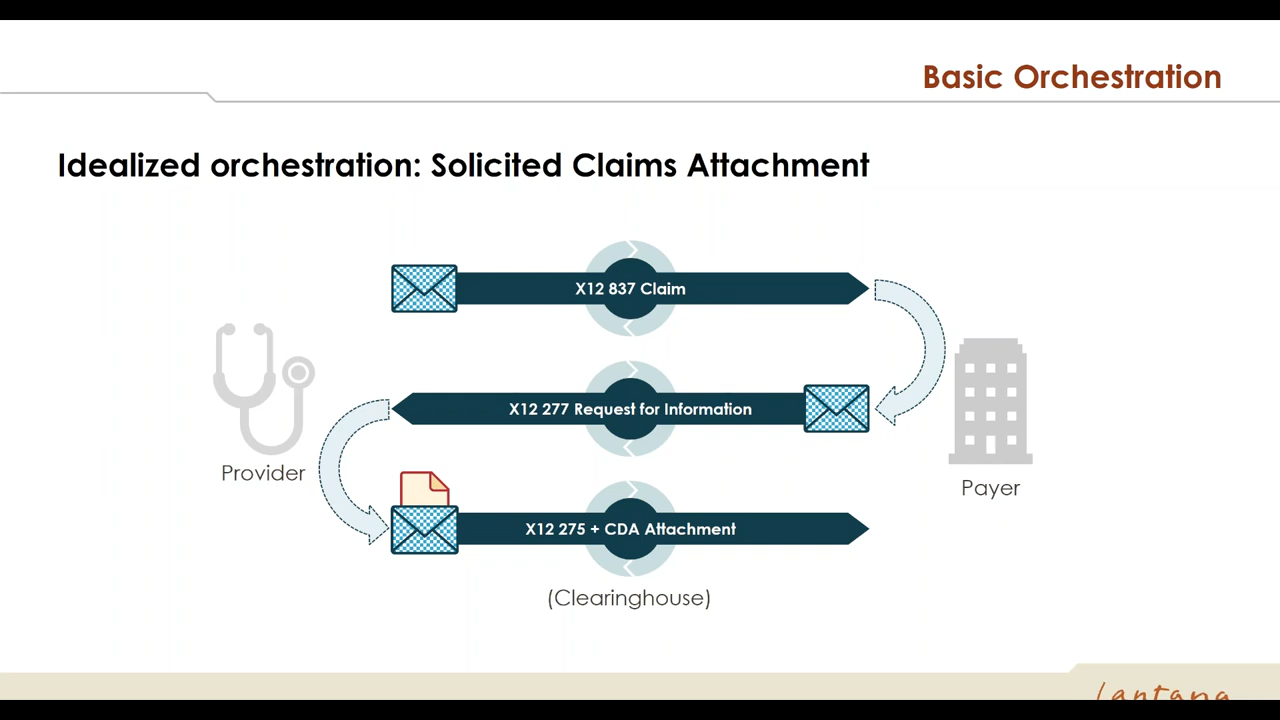 Basic Orchestration
Idealized orchestration: Solicited Claims Attachment
X12 837 Claim
X12 277 Request for Information
Provider
Payer
X12 275 + CDA Attachment
(Clearinghouse)
Lantana